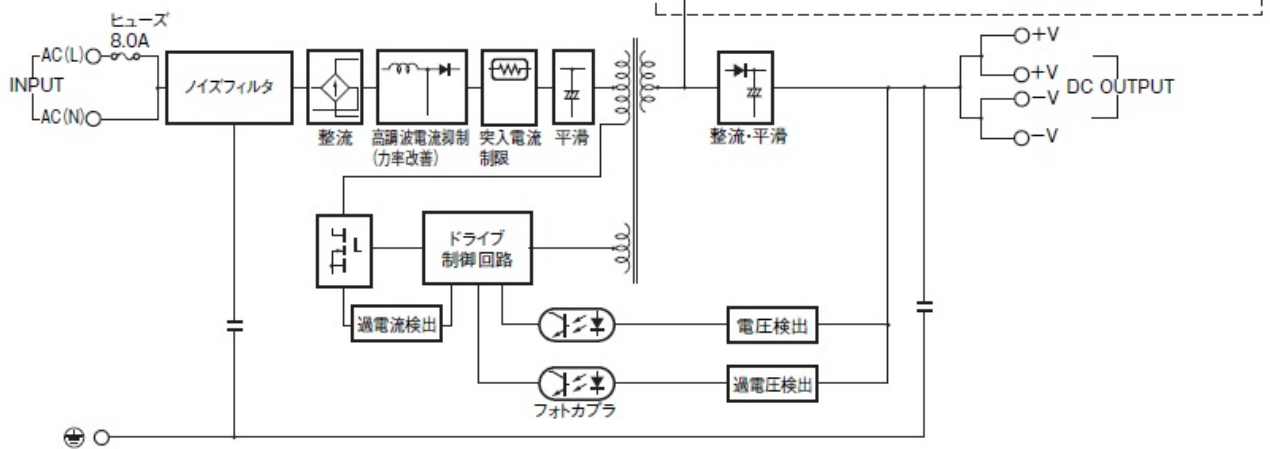 ヒューズ
8.0A
AC(L)
INPUT
AC(N)
ノイズフィルタ
整流
高調波電流抑制
(力率改善)
突入電流
制限
平滑
整流・平滑
+V
+V
DC OUTPUT
-V
-V
ドライブ
制御回路
過電流検出
電圧検出
過電圧検出
フォトカプラ